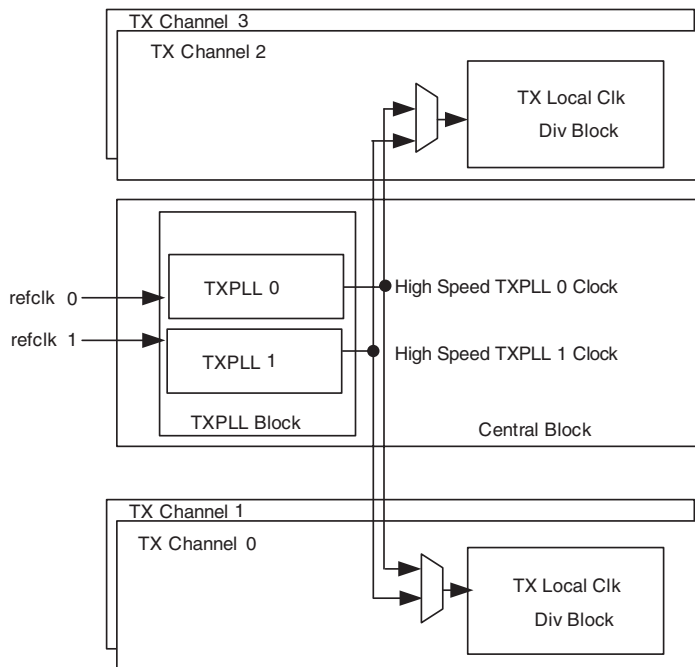 TX Channel 3
TX Channel 2
TX Local Clk
Div Block
refclk 0
refclk 1
TXPLL 0
TXPLL 1
TXPLL Block
High Speed TXPLL 0 Clock
High Speed TXPLL 1 Clock
Central Block
TX Channel 1
TX Channel 0
TX Local Clk
Div Block